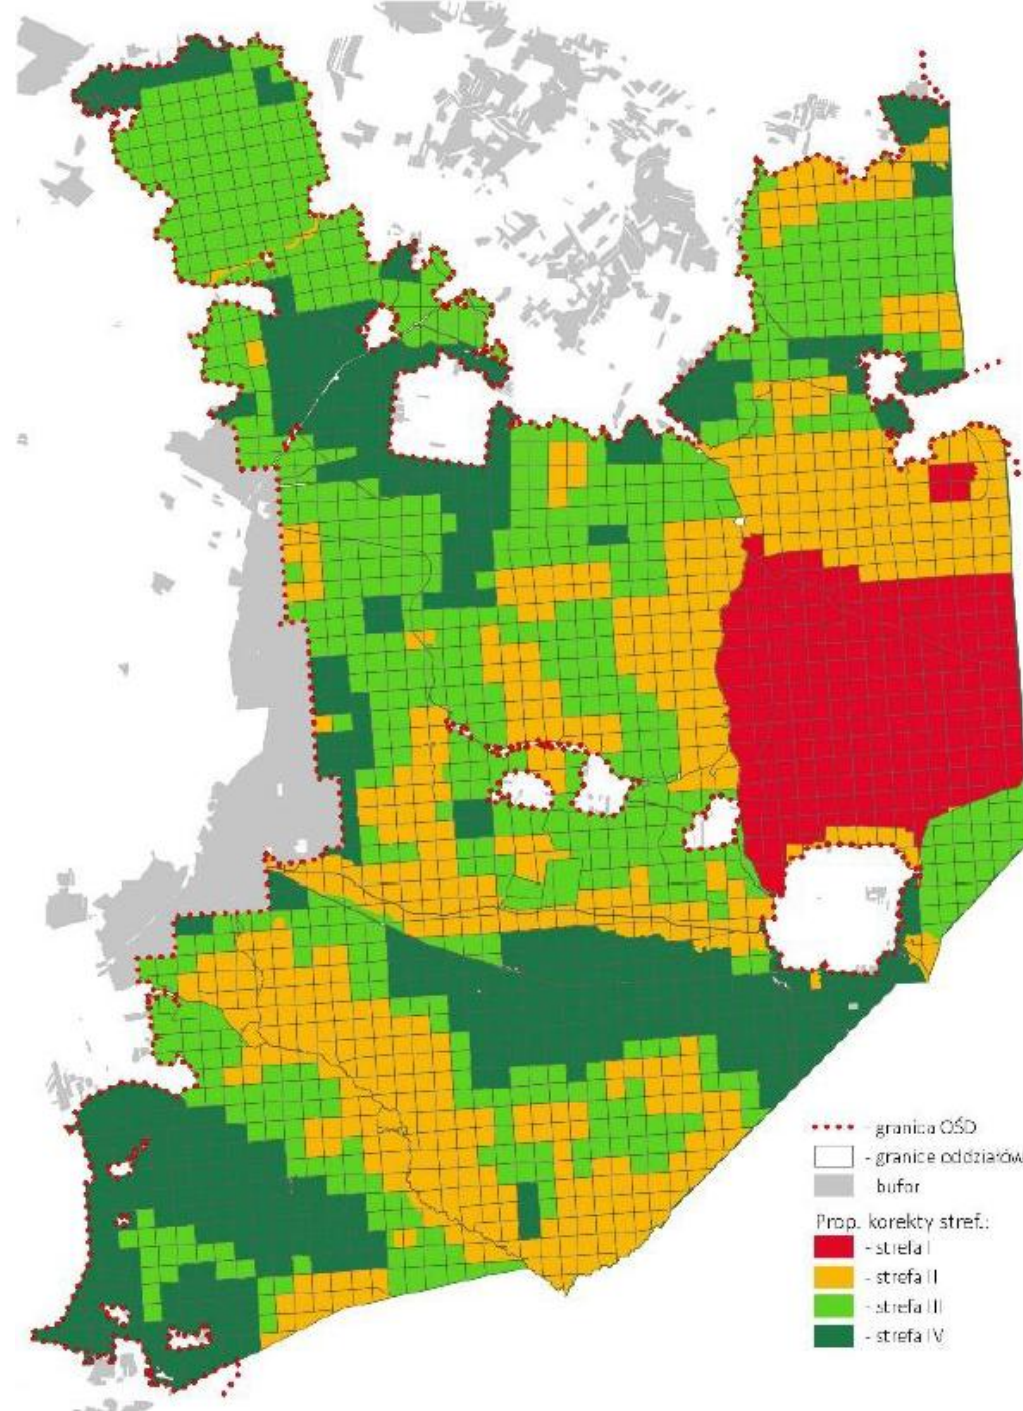 - granica OŚD
- granice oddziałów
- bufor
Prop. korekty stref.:
- strefa I
- strefa II
- strefa III
- strefa IV